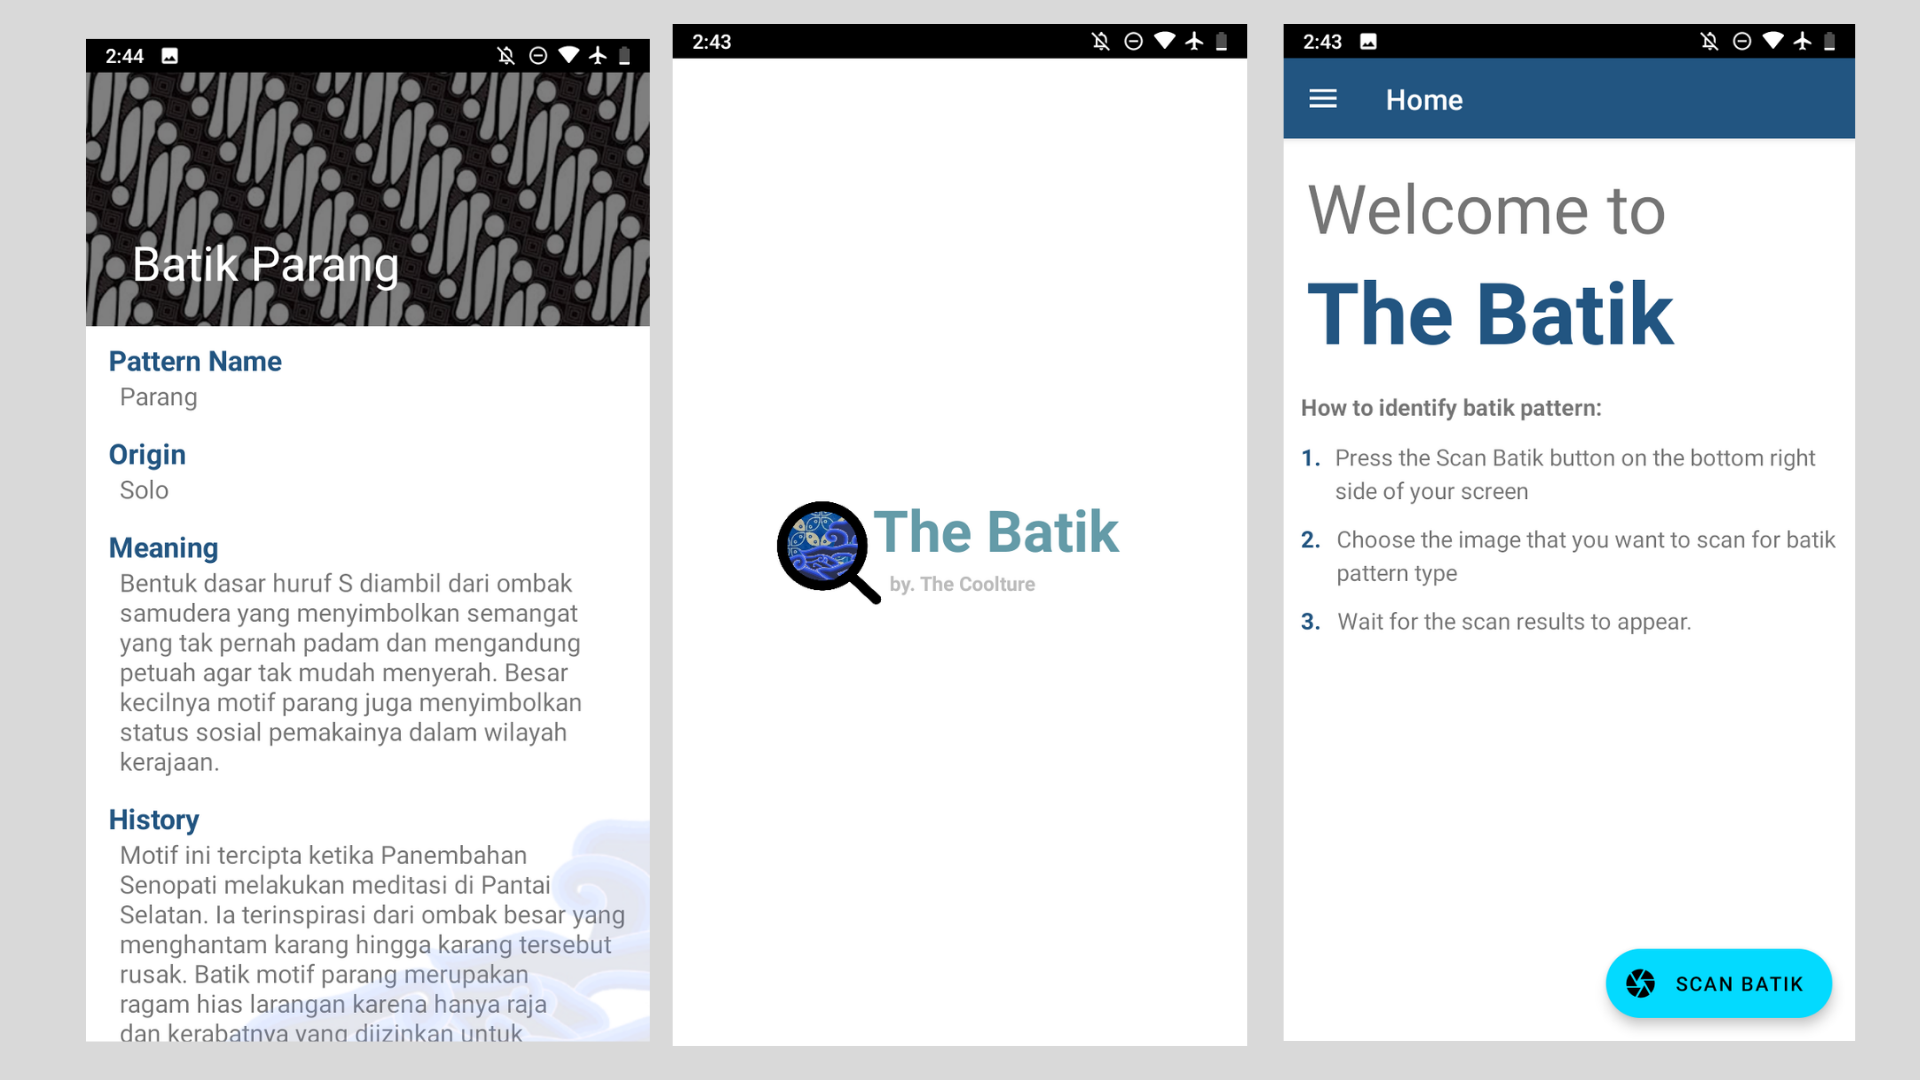 2:44
Batik Parang
Pattern Name
Parang
Origin
Solo
Meaning
Bentuk dasar huruf S diambil dari ombak
samudera yang menyimbolkan semangat
yang tak pernah padam dan mengandung
petuah agar tak mudah menyerah. Besar
kecilnya motif parang juga menyimbolkan
status sosial pemakainya dalam wilayah
kerajaan.
History
Motif ini tercipta ketika Panembahan
Senopati melakukan meditasi di Pantai
Selatan. Ia terinspirasi dari ombak besar yang
menghantam karang hingga karang tersebut
rusak. Batik motif parang merupakan
ragam hias larangan karena hanya raja
dan kerabatnya yang diizinkan untuk
2:43
The Batik
by. The Coolture
2:43
Home
Welcome to
The Batik
How to identify batik pattern:
1. Press the Scan Batik button on the bottom right
side of your screen
2. Choose the image that you want to scan for batik
pattern type
3. Wait for the scan results to appear.
SCAN BATIK